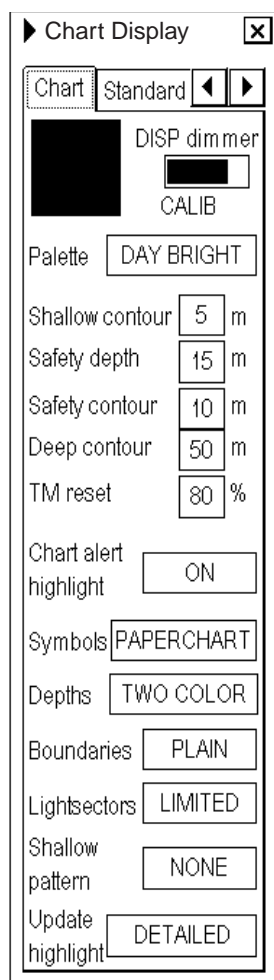 Chart Display
Chart Standard
DISP dimmer
CALIB
Palette DAY BRIGHT
Shallow contour 5 m
Safety depth 15 m
Safety contour 10 m
Deep contour 50 m
TM reset 80 %
Chart alert
highlight ON
Symbols PAPERCHART
Depths TWO COLOR
Boundaries PLAIN
Lightsectors LIMITED
Shallow
pattern NONE
Update
highlight DETAILED